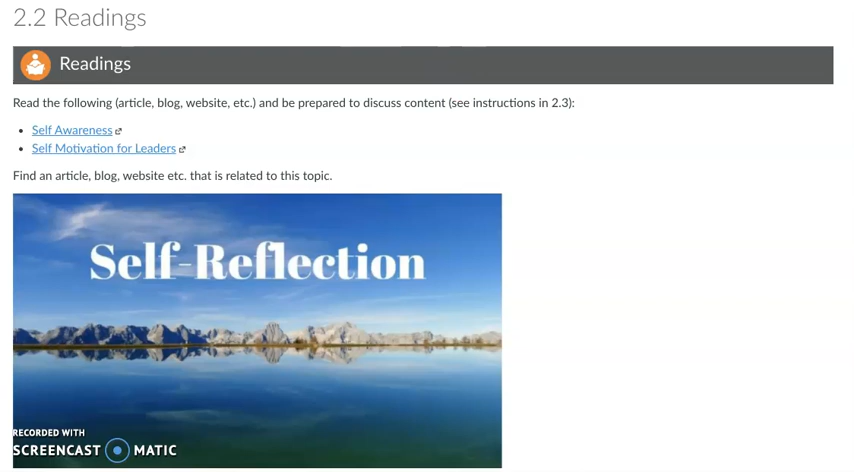 2.2 Readings
Readings
Read the following (article, blog, website, etc.) and be prepared to discuss content (see instructions in 2.3):
Self Awareness
Self Motivation for Leaders
Find an article, blog, website etc. that is related to this topic.
Self-Reflection
RECORDED WITH
SCREENCAST MATIC